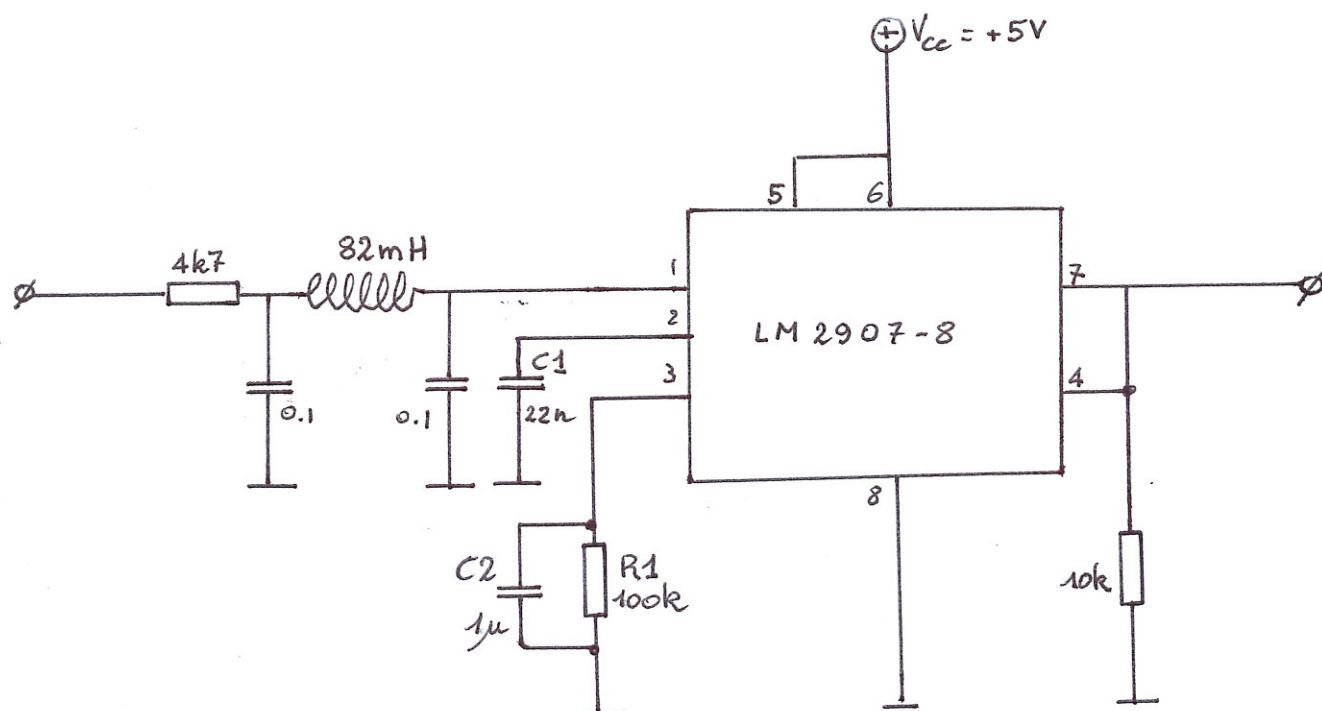 Vcc = +5V
5
6
82mH
4k7
1
7
2
LM 2907-8
C1
3
4
0.1
0.1
22n
8
C2
R1
100k
10k
1µ